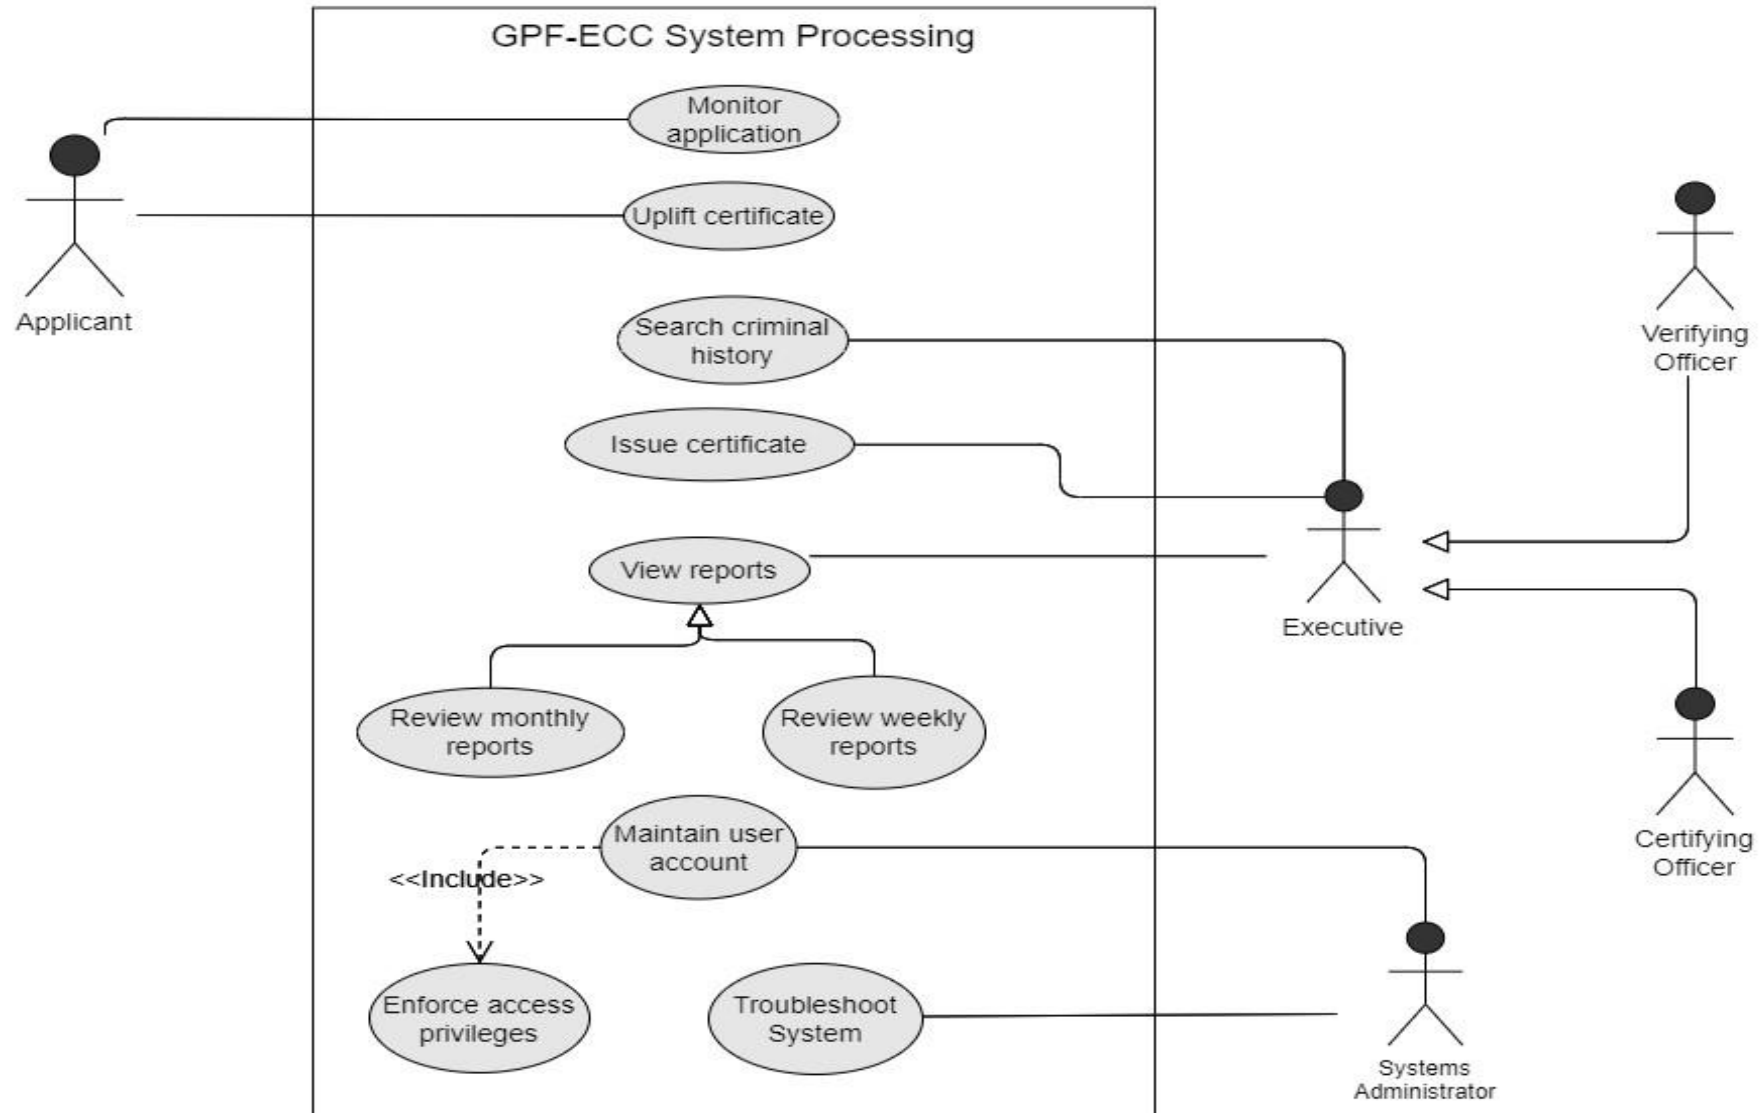 GPF-ECC System Processing
Monitor
application
Uplift certificate
Applicant
Search criminal
history
Verifying
Officer
Issue certificate
View reports
Executive
Review monthly
reports
Review weekly
reports
Maintain user
account
Certifying
Officer
<<Include>>
Enforce access
privileges
Troubleshoot
System
Systems
Administrator